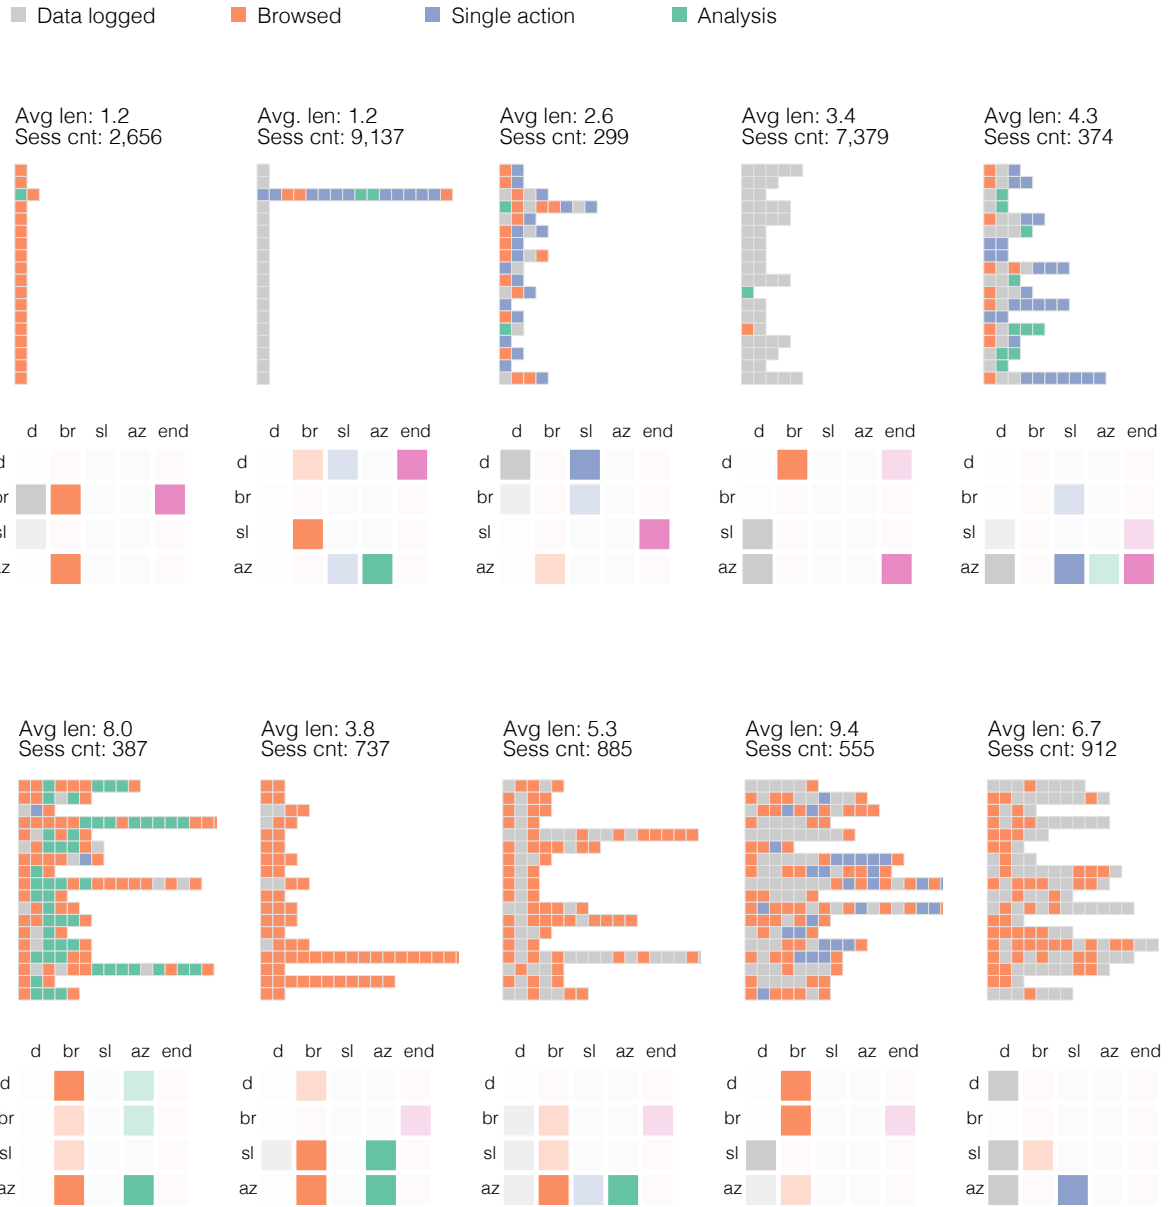 Data logged Browsed Single action Analysis
Avg len: 1.2 Avg. len: 1.2 Avg len: 2.6 Avg len: 3.4 Avg len: 4.3
Sess cnt: 2,656 Sess cnt: 9,137 Sess cnt: 299 Sess cnt: 7,379 Sess cnt: 374
d br sl az end d br sl az end d br sl az end d br sl az end d br sl az end
d d d d d
br br br br br
sl sl sl sl sl
az az az az az
Avg len: 8.0 Avg len: 3.8 Avg len: 5.3 Avg len: 9.4 Avg len: 6.7
Sess cnt: 387 Sess cnt: 737 Sess cnt: 885 Sess cnt: 555 Sess cnt: 912
d br sl az end d br sl az end d br sl az end d br sl az end d br sl az end
d d d d d
br br br br br
sl sl sl sl sl
az az az az az